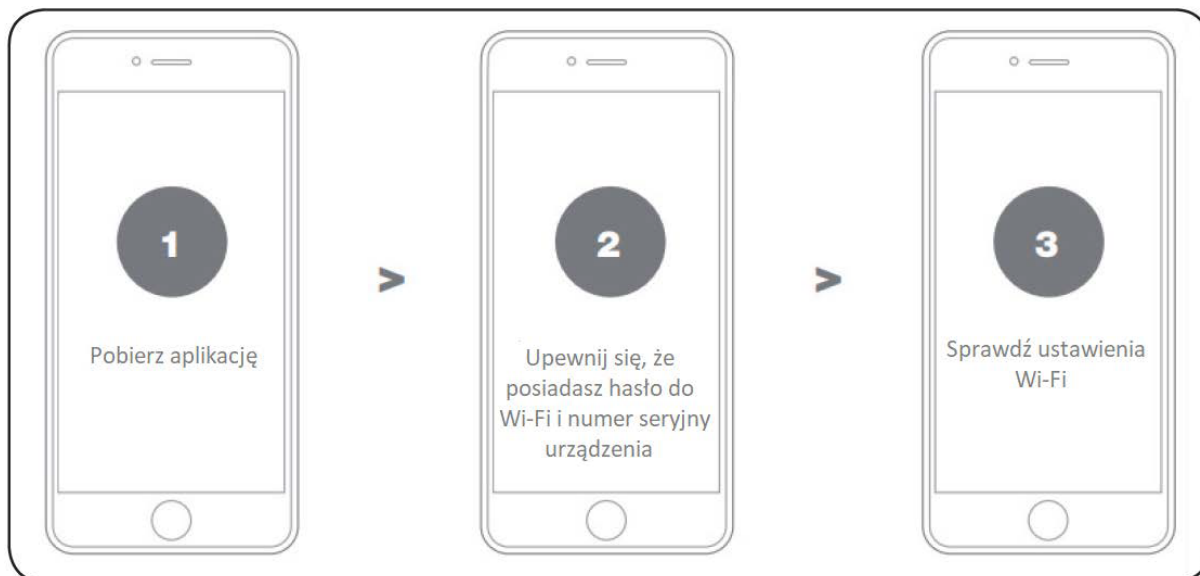 1
Pobierz aplikację
>
2
Upewnij się, że
posiadasz hasło do
Wi-Fi i numer seryjny
urządzenia
>
3
Sprawdź ustawienia
Wi-Fi